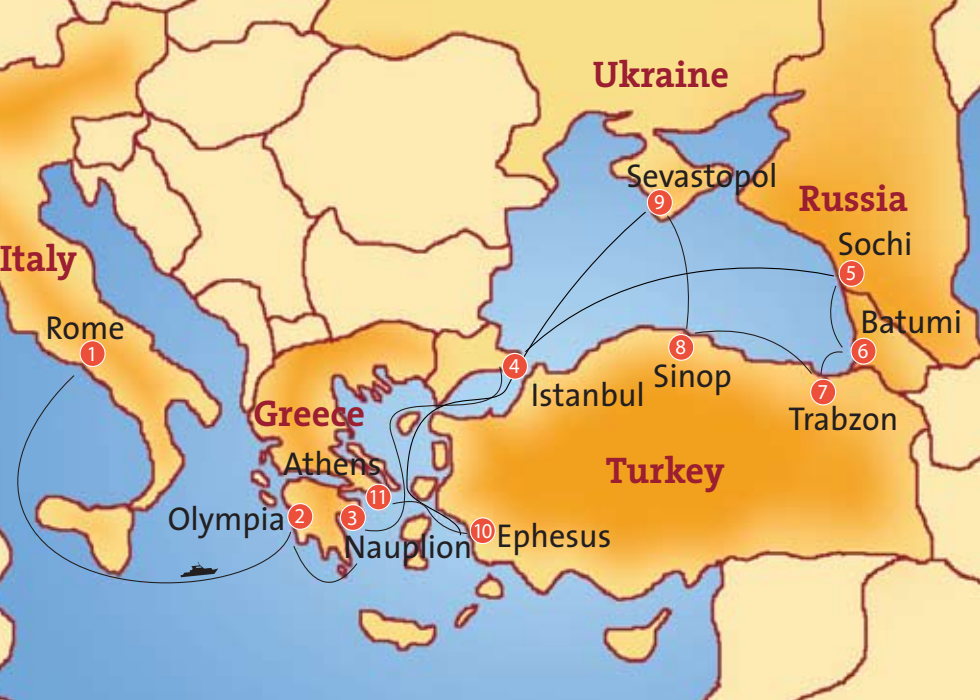 Ukraine
Sevastopol
9
Russia
Sochi
5
Italy
Rome
1
Batumi
6
4
Istanbul
8
Sinop
7
Trabzon
Greece
Athens
11
Turkey
Olympia 2
3
Nauplion
10 Ephesus